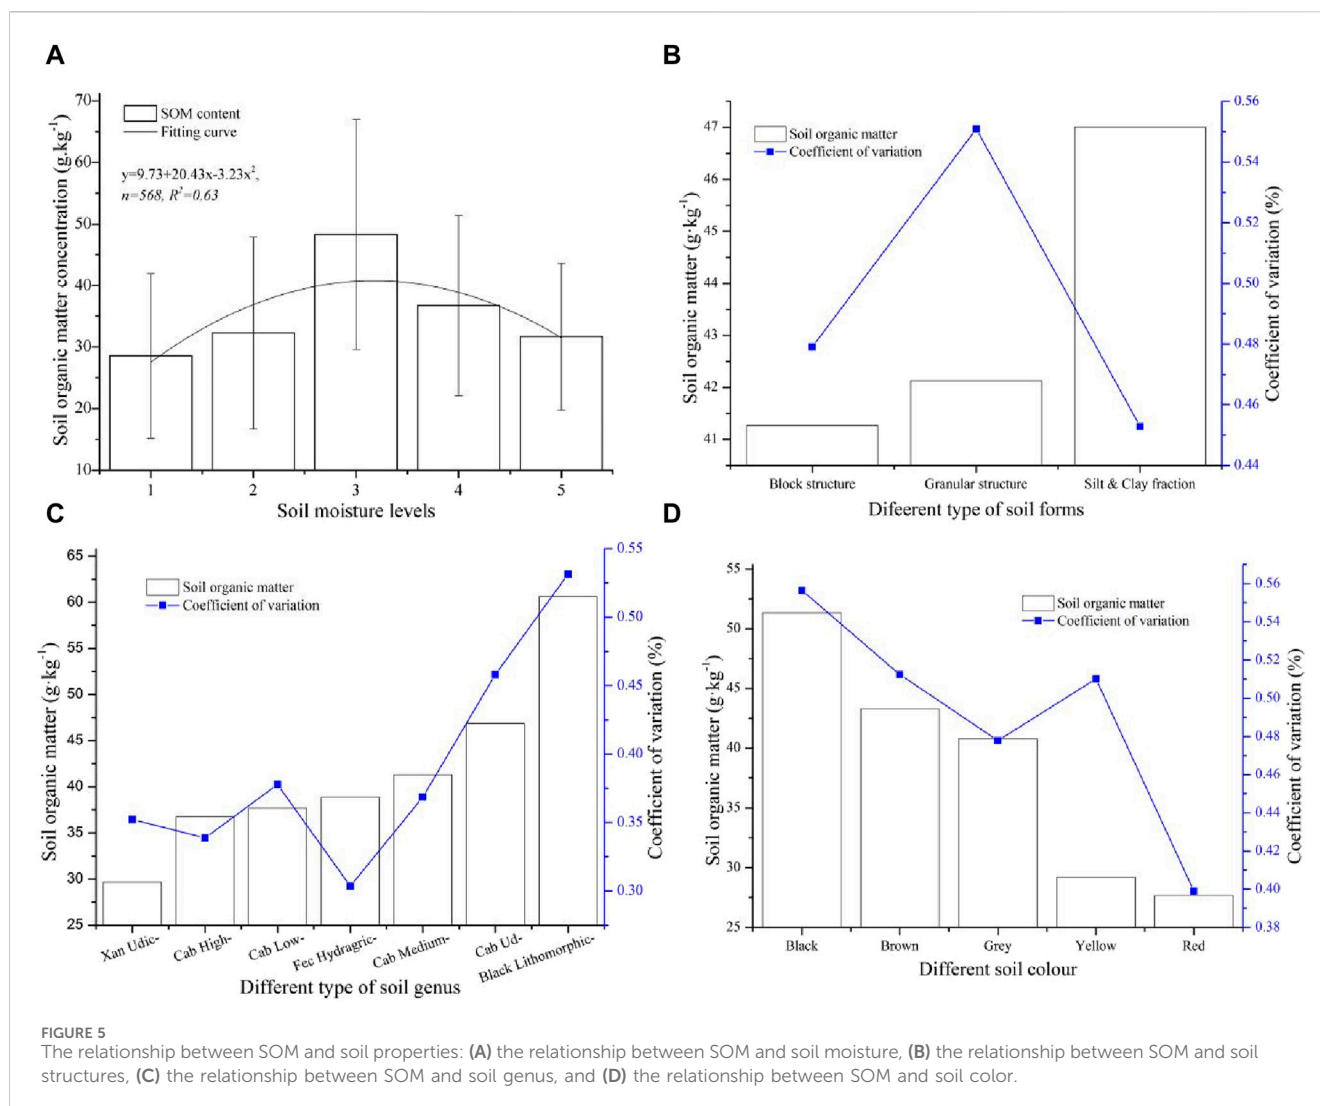 A
SOM content
Fitting curve
y=9.73+20.43x-3.23x²,
n=568, R²=0.63
70
60
50
40
30
20
10
Soil organic matter concentration (g.kg⁻¹)
1 2 3 4 5
Soil moisture levels
B
Soil organic matter
Coefficient of variation
47
46
45
44
43
42
41
Soil organic matter (g·kg⁻¹)
0.56
0.54
0.52
0.50
0.48
0.46
0.44
Coefficient of variation (%)
Block structure Granular structure Silt & Clay fraction
Difeerent type of soil forms
C
Soil organic matter
Coefficient of variation
65
60
55
50
45
40
35
30
25
Soil organic matter (g·kg⁻¹)
0.55
0.50
0.45
0.40
0.35
0.30
Coefficient of variation (%)
Xan Udic- Cab High- Cab Low- Fec Hydragric- Cab Medium- Cab Ud- Black Lithomorphic-
Different type of soil genus
D
Soil organic matter
Coefficient of variation
55
50
45
40
35
30
25
Soil organic matter (g·kg⁻¹)
0.56
0.54
0.52
0.50
0.48
0.46
0.44
0.42
0.40
0.38
Coefficient of variation (%)
Black Brown Grey Yellow Red
Different soil colour
FIGURE 5
The relationship between SOM and soil properties: (A) the relationship between SOM and soil moisture, (B) the relationship between SOM and soil
structures, (C) the relationship between SOM and soil genus, and (D) the relationship between SOM and soil color.